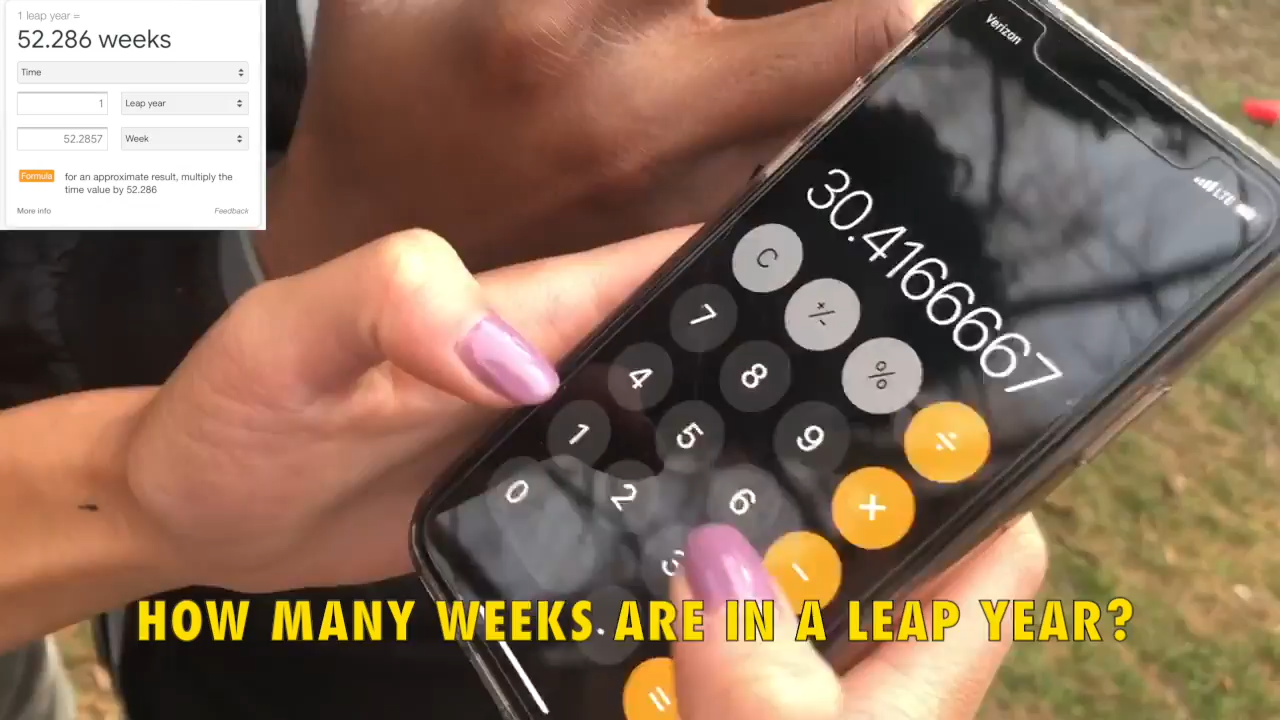 1 leap year =
52.286 weeks
Time
1 Leap year
52.2857 Week
Formula for an approximate result, multiply the
time value by 52.286
More info Feedback
Verizon
LTE
30.41666667
C +/- % ÷
7 8 9
4 5 6 +
1 2 3 −
0 . =
HOW MANY WEEKS ARE IN A LEAP YEAR?